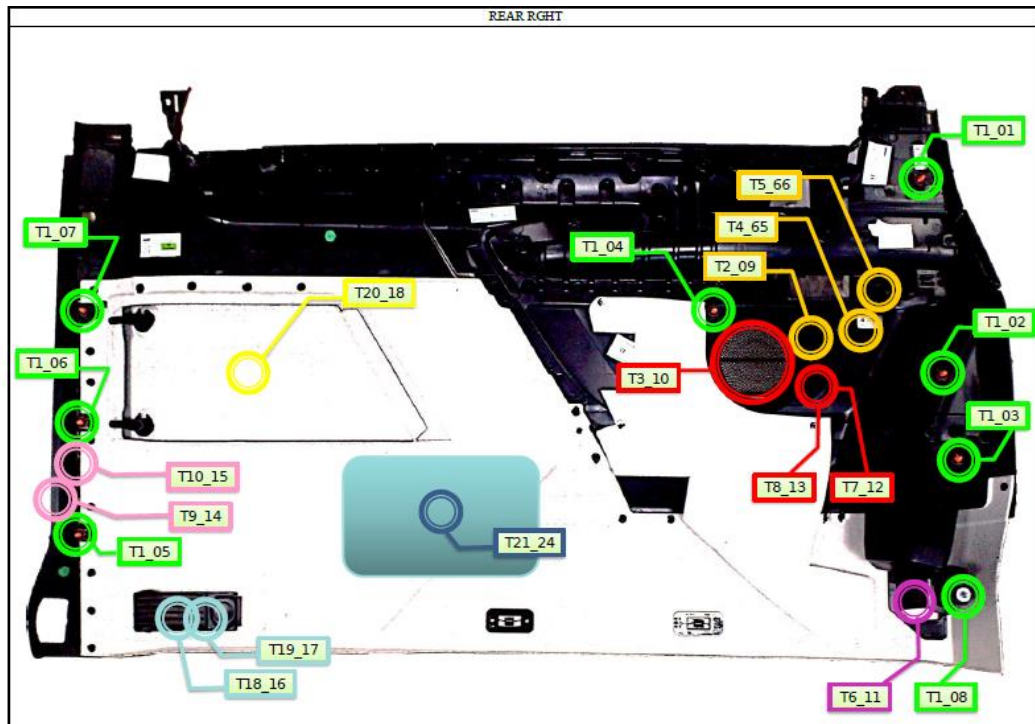 REAR RGHT
T1_01
T5_66
T4_65
T1_07
T1_04
T2_09
T20_18
T1_02
T1_06
T3_10
T1_03
T10_15
T8_13
T7_12
T9_14
T21_24
T1_05
T19_17
T18_16
T6_11
T1_08